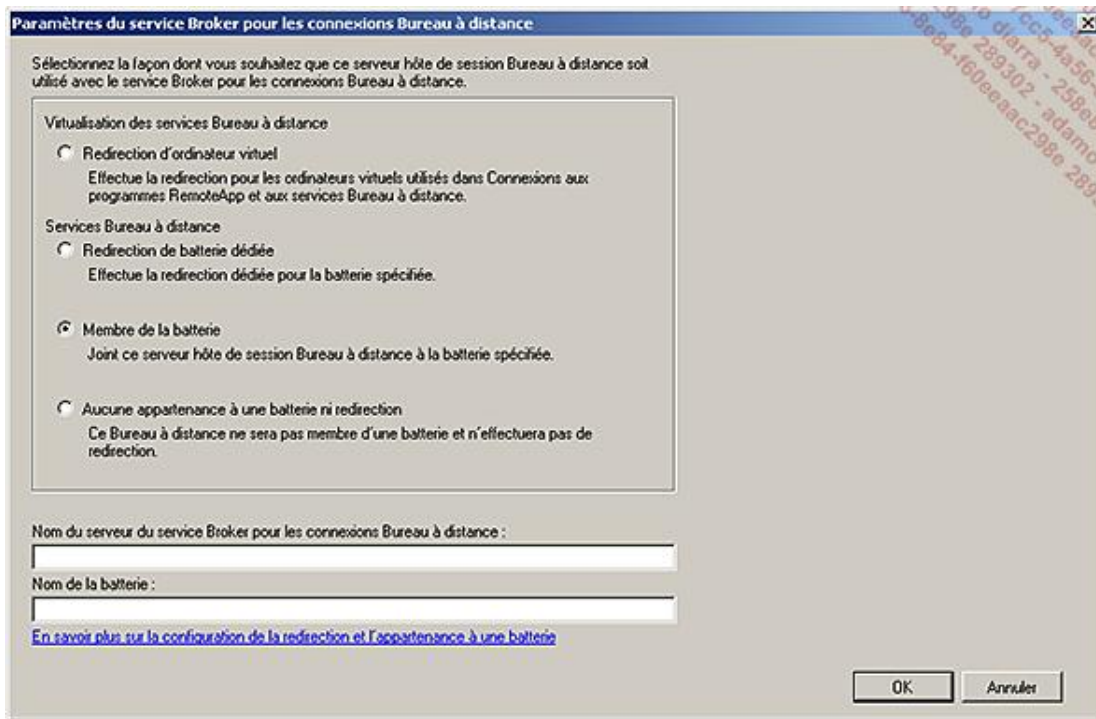 Paramètres du service Broker pour les connexions Bureau à distance
Sélectionnez la façon dont vous souhaitez que ce serveur hôte de session Bureau à distance soit
utilisé avec le service Broker pour les connexions Bureau à distance.
Virtualisation des services Bureau à distance
Redirection d'ordinateur virtuel
Effectue la redirection pour les ordinateurs virtuels utilisés dans Connexions aux
programmes RemoteApp et aux services Bureau à distance.
Services Bureau à distance
Redirection de batterie dédiée
Effectue la redirection dédiée pour la batterie spécifiée.
Membre de la batterie
Joint ce serveur hôte de session Bureau à distance à la batterie spécifiée.
Aucune appartenance à une batterie ni redirection
Ce Bureau à distance ne sera pas membre d'une batterie et n'effectuera pas de
redirection.
Nom du serveur du service Broker pour les connexions Bureau à distance :
Nom de la batterie :
En savoir plus sur la configuration de la redirection et l'appartenance à une batterie
OK
Annuler